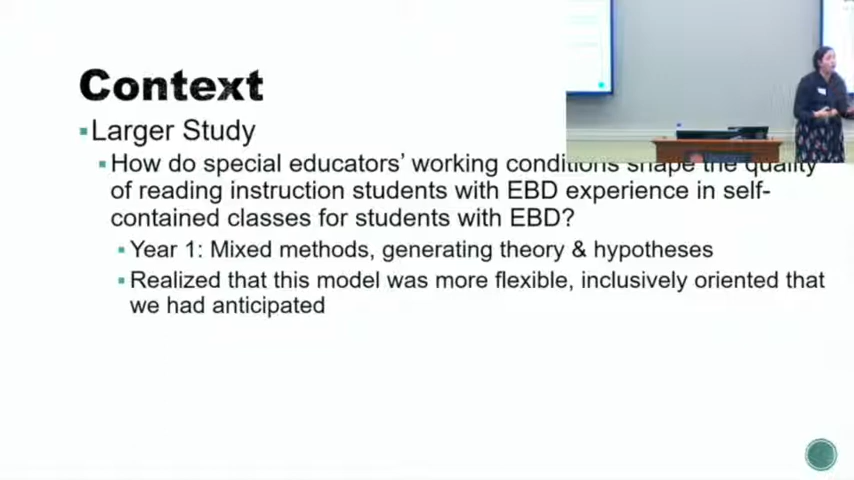 Context
Larger Study
How do special educators' working conditions shape the quality
of reading instruction students with EBD experience in self-
contained classes for students with EBD?
Year 1: Mixed methods, generating theory & hypotheses
Realized that this model was more flexible, inclusively oriented that
we had anticipated